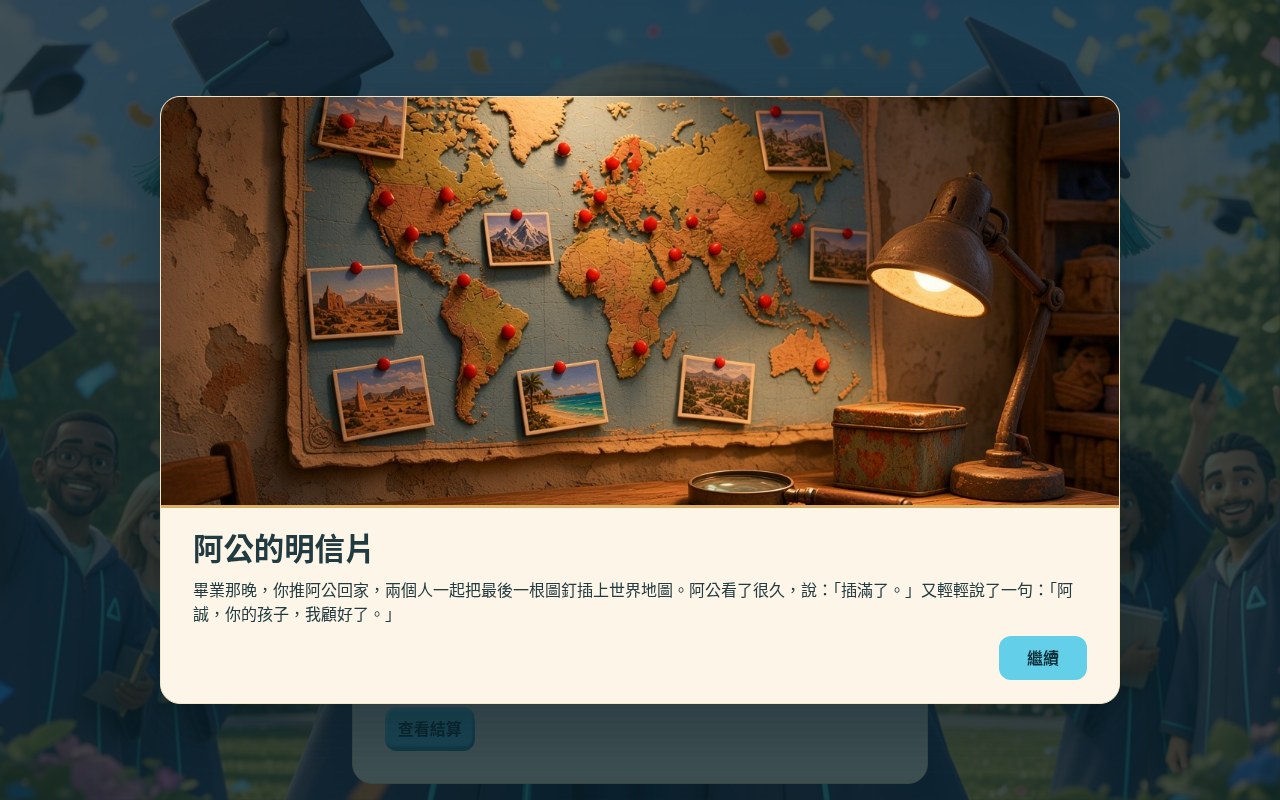 阿公的明信片
畢業那晚，你推阿公回家，兩個人一起把最後一根圖釘插上世界地圖。阿公看了很久，說：「插滿了。」又輕輕說了一句：「阿
誠，你的孩子，我顧好了。」
繼續
查看結算